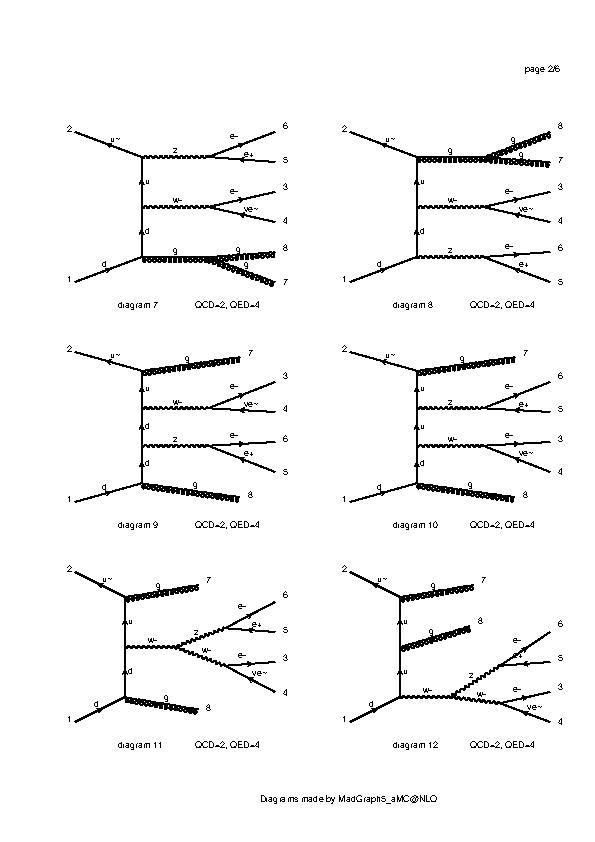 page 2/6
2 u~ z e- 6
e+ 5
u
w- e- 3
ve~ 4
d
1 d g g 8
g 7
diagram 7 QCD=2, QED=4
2 u~ g g 8
g 7
u
w- e- 3
ve~ 4
d
1 d z e- 6
e+ 5
diagram 8 QCD=2, QED=4
2 u~ g 7
u
w- e- 3
ve~ 4
d
z e- 6
e+ 5
d
1 d g 8
diagram 9 QCD=2, QED=4
2 u~ g 7
u
z e- 6
e+ 5
u
w- e- 3
ve~ 4
d
1 d g 8
diagram 10 QCD=2, QED=4
2 u~ g 7
u
w- z e- 6
e+ 5
w- e- 3
ve~ 4
d
1 d g 8
diagram 11 QCD=2, QED=4
2 u~ g 7
u
g 8
u
1 d w- z e- 6
e+ 5
w- e- 3
ve~ 4
diagram 12 QCD=2, QED=4
Diagrams made by MadGraph5_aMC@NLO